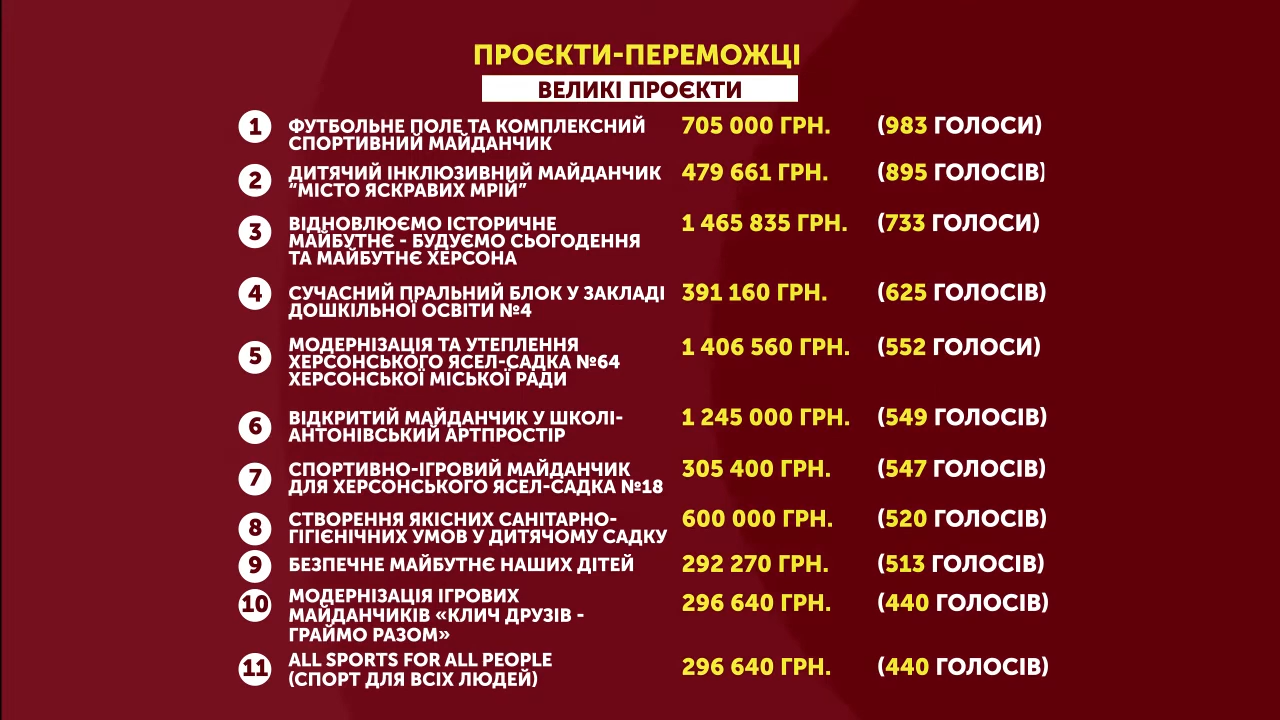 ПРОЄКТИ-ПЕРЕМОЖЦІ
ВЕЛИКІ ПРОЄКТИ
1 ФУТБОЛЬНЕ ПОЛЕ ТА КОМПЛЕКСНИЙ 705 000 ГРН. (983 ГОЛОСИ)
СПОРТИВНИЙ МАЙДАНЧИК
2 ДИТЯЧИЙ ІНКЛЮЗИВНИЙ МАЙДАНЧИК 479 661 ГРН. (895 ГОЛОСІВ)
“МІСТО ЯСКРАВИХ МРІЙ”
3 ВІДНОВЛЮЄМО ІСТОРИЧНЕ 1 465 835 ГРН. (733 ГОЛОСИ)
МАЙБУТНЄ - БУДУЄМО СЬОГОДЕННЯ
ТА МАЙБУТНЄ ХЕРСОНА
4 СУЧАСНИЙ ПРАЛЬНИЙ БЛОК У ЗАКЛАДІ 391 160 ГРН. (625 ГОЛОСІВ)
ДОШКІЛЬНОЇ ОСВІТИ №4
5 МОДЕРНІЗАЦІЯ ТА УТЕПЛЕННЯ 1 406 560 ГРН. (552 ГОЛОСИ)
ХЕРСОНСЬКОГО ЯСЕЛ-САДКА №64
ХЕРСОНСЬКОЇ МІСЬКОЇ РАДИ
6 ВІДКРИТИЙ МАЙДАНЧИК У ШКОЛІ- 1 245 000 ГРН. (549 ГОЛОСІВ)
АНТОНІВСЬКИЙ АРТПРОСТІР
7 СПОРТИВНО-ІГРОВИЙ МАЙДАНЧИК 305 400 ГРН. (547 ГОЛОСІВ)
ДЛЯ ХЕРСОНСЬКОГО ЯСЕЛ-САДКА №18
8 СТВОРЕННЯ ЯКІСНИХ САНІТАРНО- 600 000 ГРН. (520 ГОЛОСІВ)
ГІГІЄНІЧНИХ УМОВ У ДИТЯЧОМУ САДКУ
9 БЕЗПЕЧНЕ МАЙБУТНЄ НАШИХ ДІТЕЙ 292 270 ГРН. (513 ГОЛОСІВ)
10 МОДЕРНІЗАЦІЯ ІГРОВИХ 296 640 ГРН. (440 ГОЛОСІВ)
МАЙДАНЧИКІВ «КЛИЧ ДРУЗІВ -
ГРАЙМО РАЗОМ»
11 ALL SPORTS FOR ALL PEOPLE 296 640 ГРН. (440 ГОЛОСІВ)
(СПОРТ ДЛЯ ВСІХ ЛЮДЕЙ)